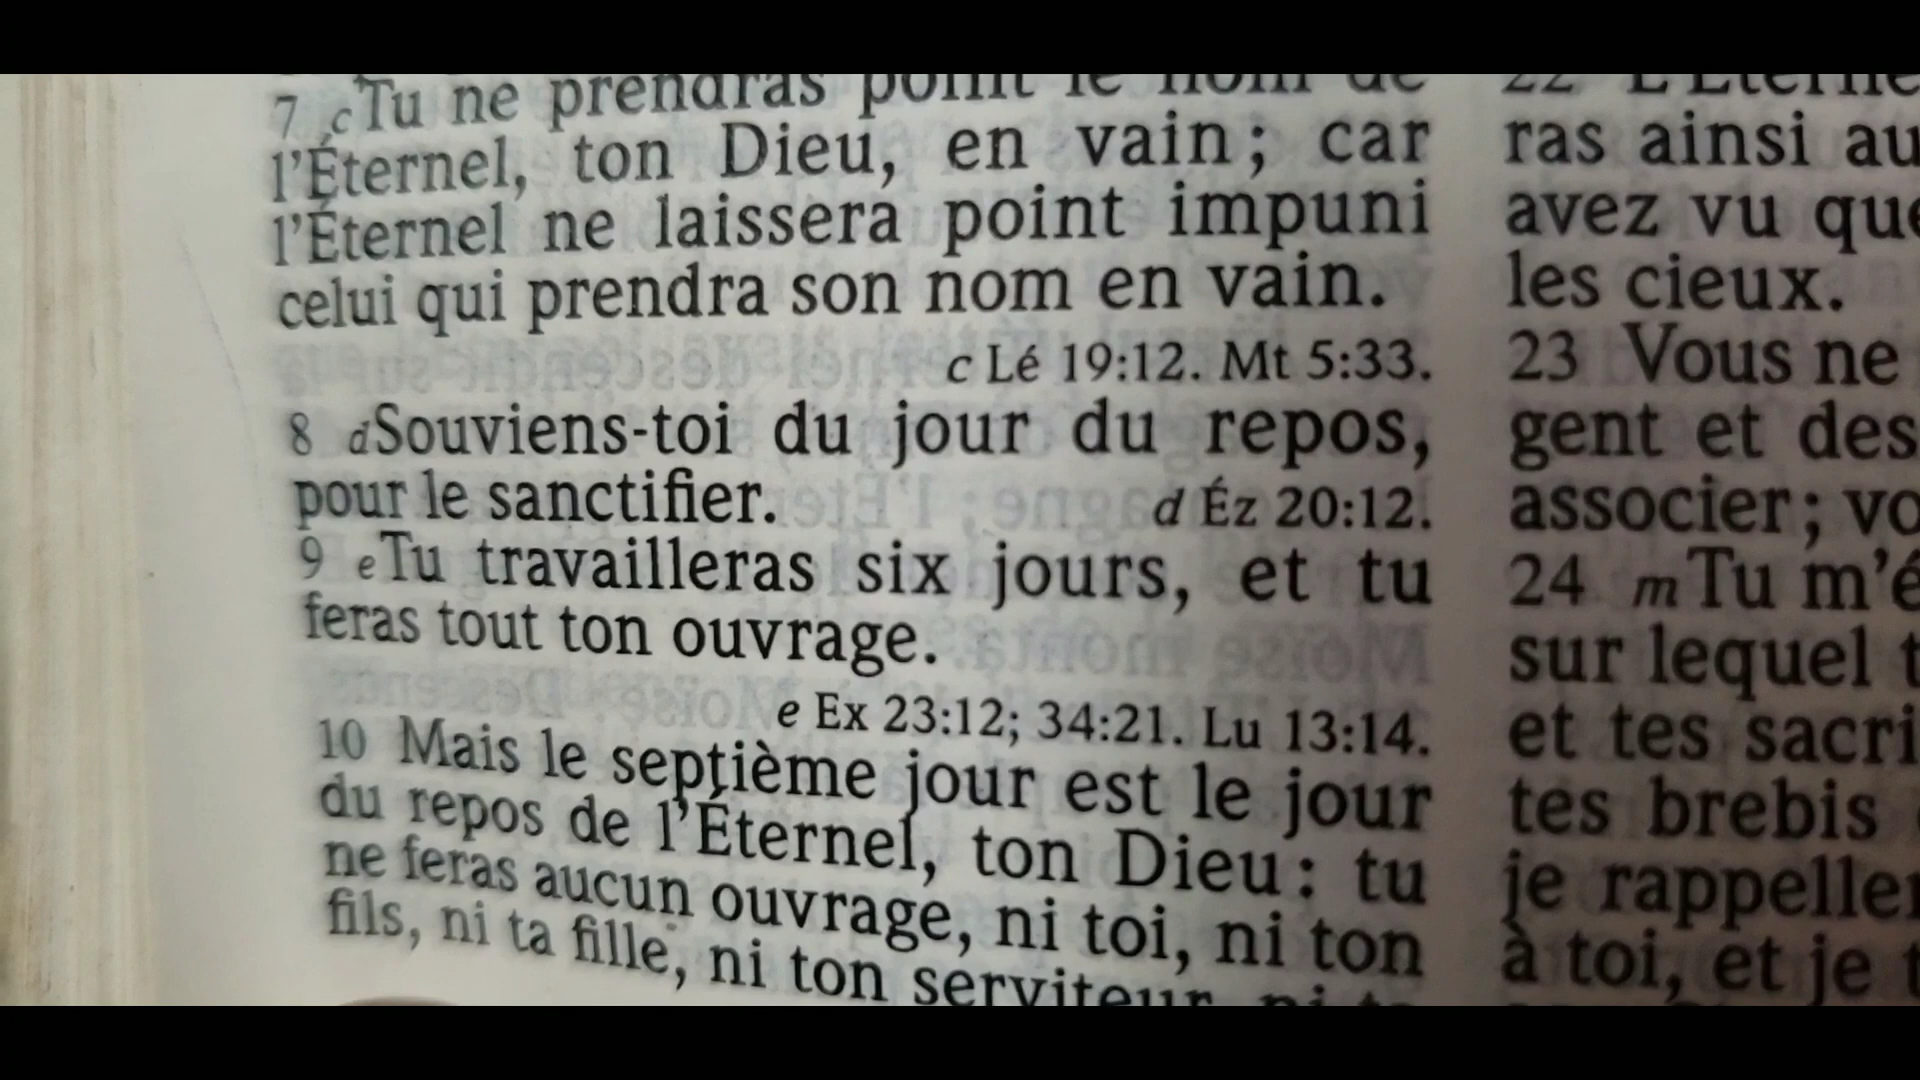 7 cTu ne prendras point le nom de
l'Éternel, ton Dieu, en vain; car
l'Éternel ne laissera point impuni
celui qui prendra son nom en vain.
c Lé 19:12. Mt 5:33.
8 dSouviens-toi du jour du repos,
pour le sanctifier.
d Éz 20:12.
9 eTu travailleras six jours, et tu
feras tout ton ouvrage.
e Ex 23:12; 34:21. Lu 13:14.
10 Mais le septième jour est le jour
du repos de l'Éternel, ton Dieu: tu
ne feras aucun ouvrage, ni toi, ni ton
fils, ni ta fille, ni ton serviteur, ni
22 L'Éterne
ras ainsi au
avez vu que
les cieux.
23 Vous ne
gent et des
associer; vo
24 mTu m'é
sur lequel t
et tes sacri
tes brebis
je rappeller
à toi, et je t